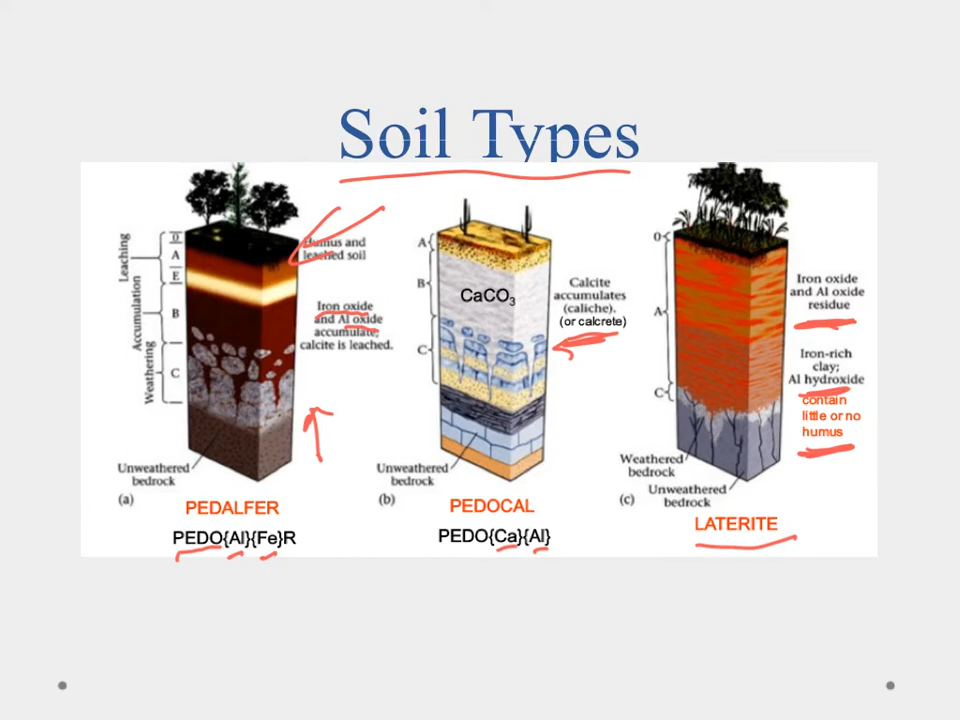 Soil Types
Leaching
Accumulation
Weathering
O
A
E
B
C
Humus and
leached soil
Iron oxide
and Al oxide
accumulate;
calcite is leached.
Unweathered
bedrock
(a)
PEDALFER
PEDO{Al}{Fe}R
A
B
C
CaCO3
Calcite
accumulates
(caliche).
(or calcrete)
Unweathered
bedrock
(b)
PEDOCAL
PEDO{Ca}{Al}
O
A
C
Iron oxide
and Al oxide
residue
Iron-rich
clay;
Al hydroxide
contain
little or no
humus
Weathered
bedrock
Unweathered
bedrock
(c)
LATERITE